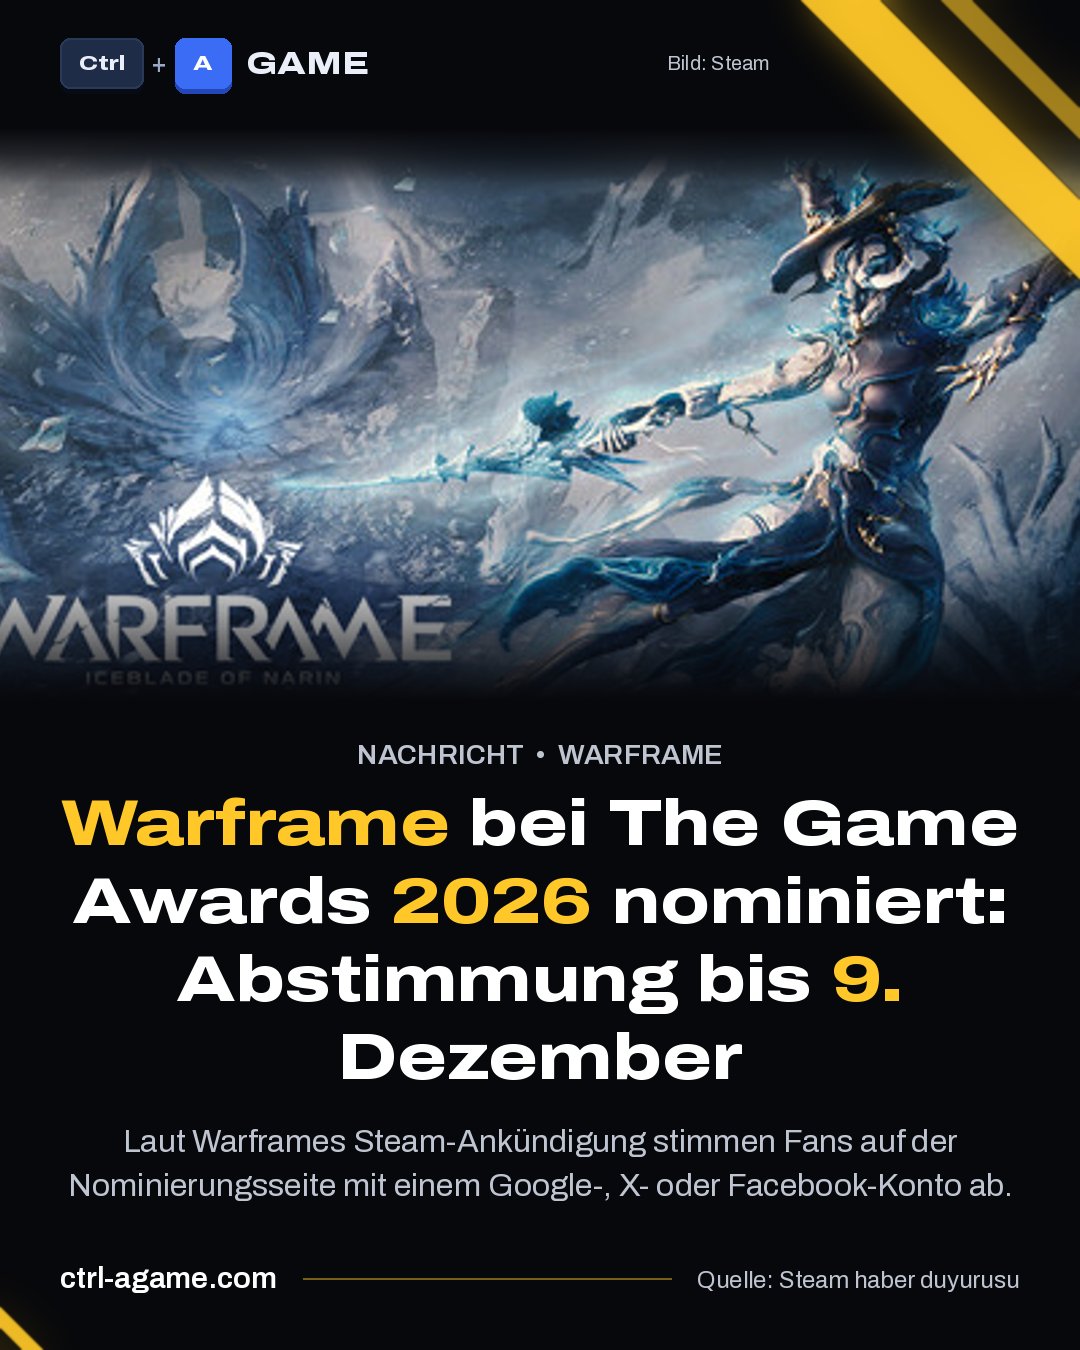 Ctrl + A GAME
Bild: Steam
WARFRAME
ICEBLADE OF NARIN
NACHRICHT • WARFRAME
Warframe bei The Game
Awards 2026 nominiert:
Abstimmung bis 9.
Dezember
Laut Warframes Steam-Ankündigung stimmen Fans auf der
Nominierungsseite mit einem Google-, X- oder Facebook-Konto ab.
ctrl-agame.com
Quelle: Steam haber duyurusu